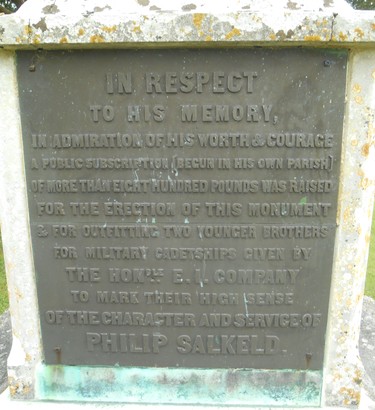 IN RESPECT
TO HIS MEMORY,
IN ADMIRATION OF HIS WORTH & COURAGE
A PUBLIC SUBSCRIPTION (BEGUN IN HIS OWN PARISH)
OF MORE THAN EIGHT HUNDRED POUNDS WAS RAISED
FOR THE ERECTION OF THIS MONUMENT
& FOR OUTFITTING TWO YOUNGER BROTHERS
FOR MILITARY CADETSHIPS GIVEN BY
THE HONBLE E. I. COMPANY
TO MARK THEIR HIGH SENSE
OF THE CHARACTER AND SERVICE OF
PHILIP SALKELD.